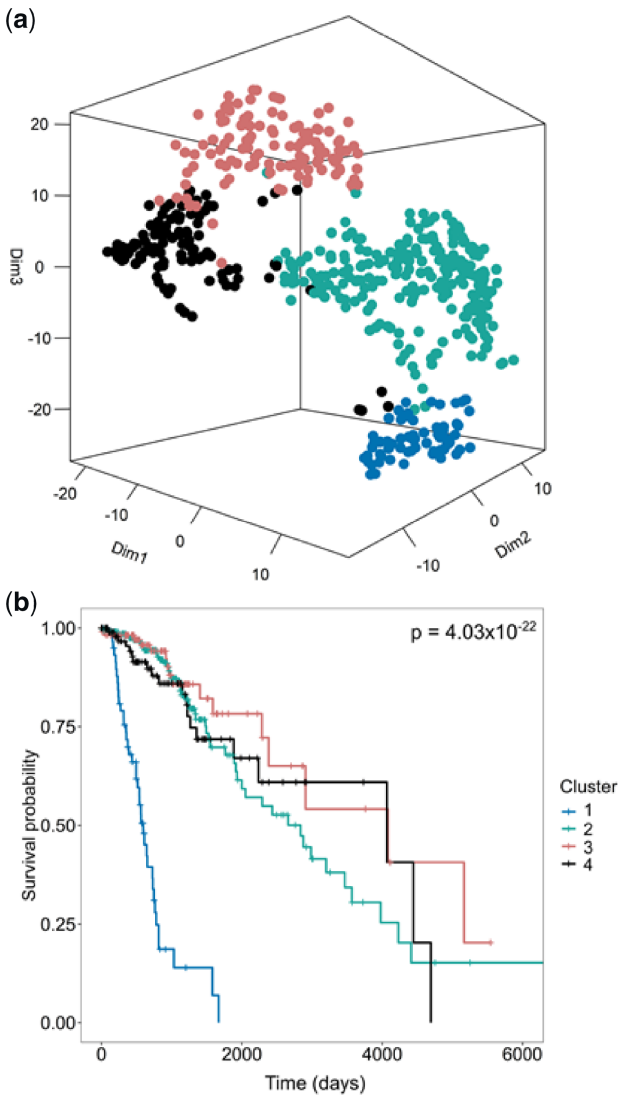 (a)
20
10
0
-10
-20
Dim3
-20
-10
0
10
Dim1
-10
0
10
Dim2
(b)
p = 4.03x10-22
1.00
0.75
0.50
0.25
0.00
Survival probability
0
2000
4000
6000
Time (days)
Cluster
1
2
3
4